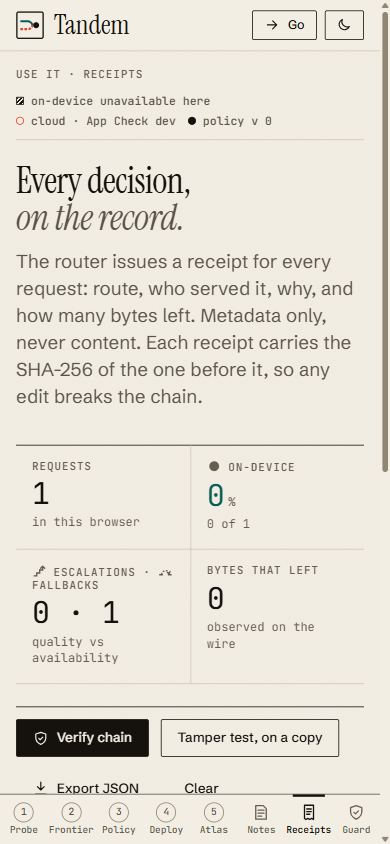 Tandem
Go
USE IT · RECEIPTS
on-device unavailable here
cloud · App Check dev policy v 0
Every decision,
on the record.
The router issues a receipt for every
request: route, who served it, why, and
how many bytes left. Metadata only,
never content. Each receipt carries the
SHA-256 of the one before it, so any
edit breaks the chain.
REQUESTS
1
in this browser
ON-DEVICE
0 %
0 of 1
ESCALATIONS ·
FALLBACKS
0 · 1
quality vs
availability
BYTES THAT LEFT
0
observed on the
wire
Verify chain
Tamper test, on a copy
Export JSON
Clear
1 2 3 4 5
Probe Frontier Policy Deploy Atlas Notes Receipts Guard